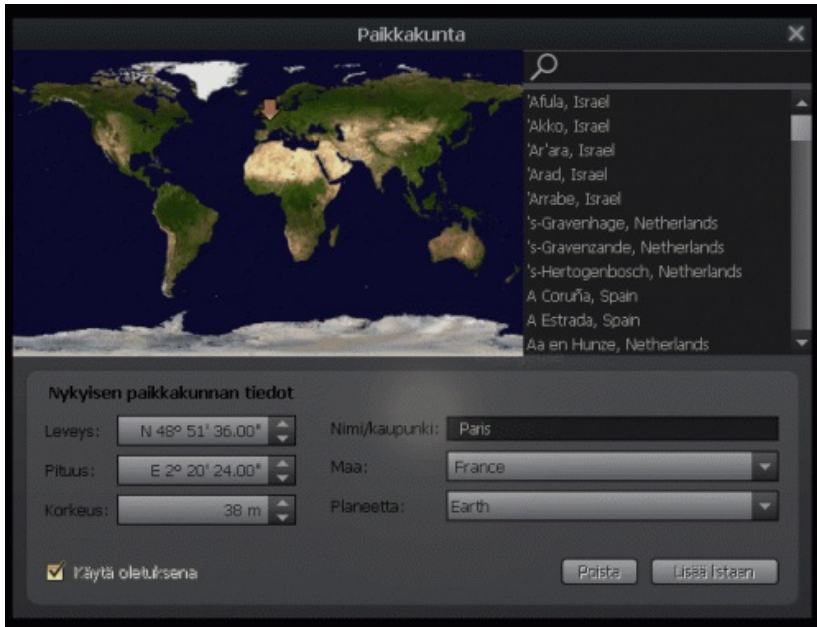 Paikkakunta
'Afula, Israel
'Akko, Israel
'Ar'ara, Israel
'Arad, Israel
'Arrabe, Israel
's-Gravenhage, Netherlands
's-Gravenzande, Netherlands
's-Hertogenbosch, Netherlands
A Coruña, Spain
A Estrada, Spain
Aa en Hunze, Netherlands
Nykyisen paikkakunnan tiedot
Leveys: N 48° 51' 36.00" Nimi/kaupunki: Paris
Pituus: E 2° 20' 24.00" Maa: France
Korkeus: 38 m Planeetta: Earth
Käytä oletuksena Poista Lisää listaan